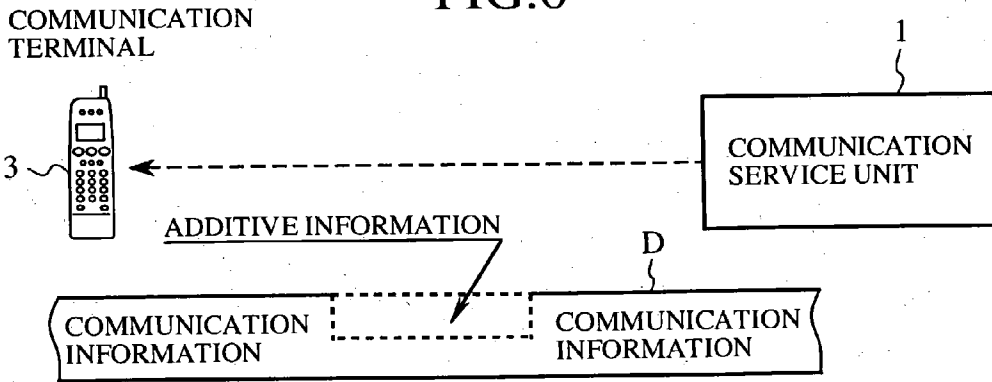 COMMUNICATION
TERMINAL
1
3
COMMUNICATION
SERVICE UNIT
ADDITIVE INFORMATION
D
COMMUNICATION
INFORMATION
COMMUNICATION
INFORMATION